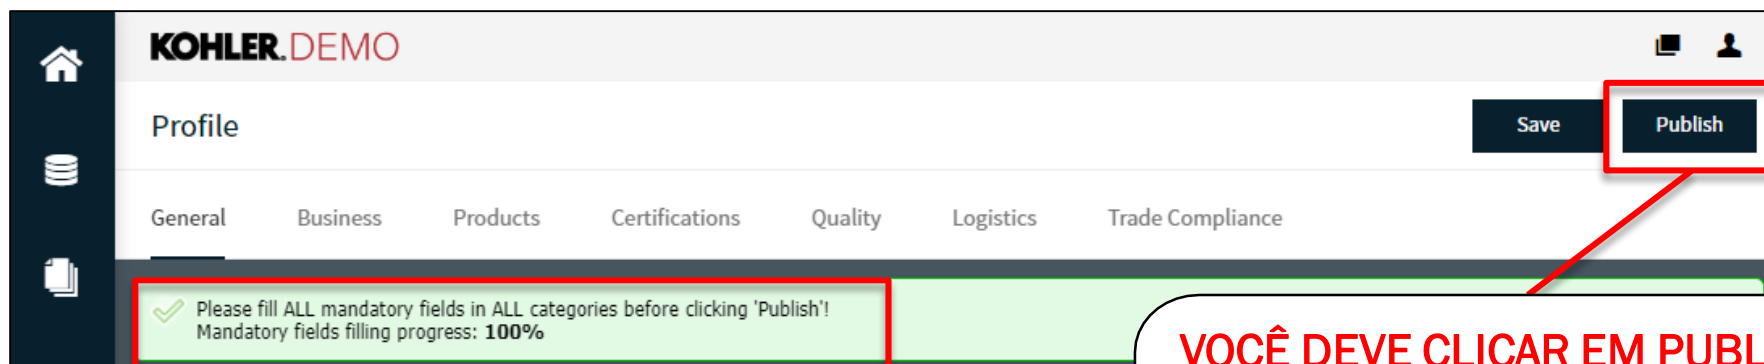 KOHLER.DEMO
Profile
Save
Publish
General Business Products Certifications Quality Logistics Trade Compliance
Please fill ALL mandatory fields in ALL categories before clicking 'Publish'!
Mandatory fields filling progress: 100%
VOCÊ DEVE CLICAR EM PUBL